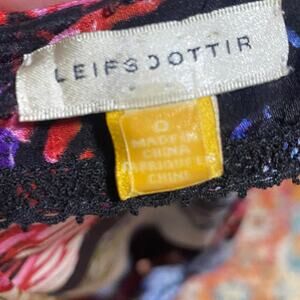 LEIFSDOTTIR
0
MADE IN
CHINA
FABRIQUE EN
CHINE